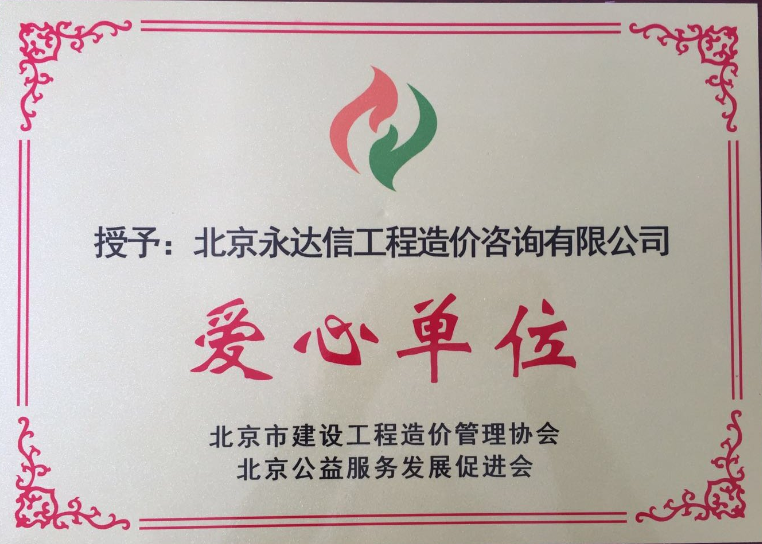 授予：北京永达信工程造价咨询有限公司
爱心单位
北京市建设工程造价管理协会
北京公益服务发展促进会